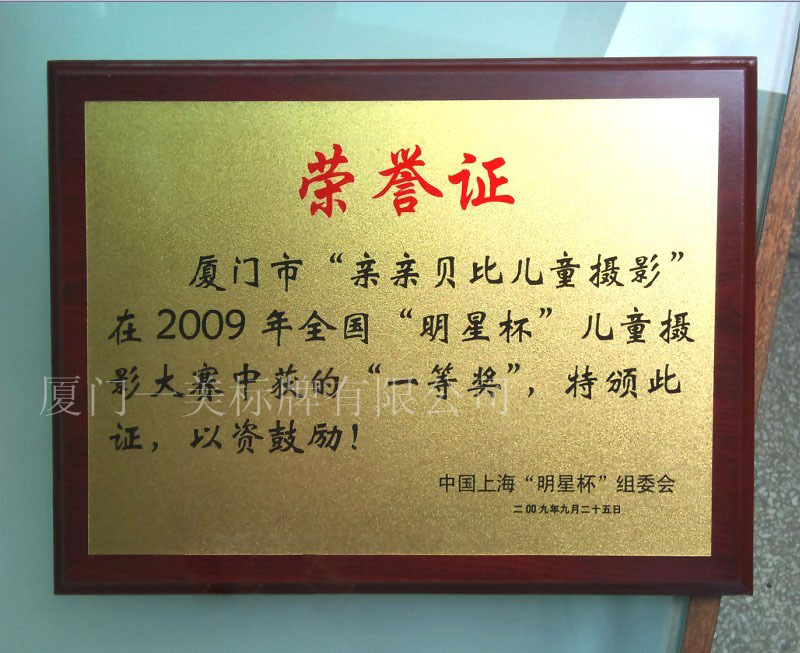 荣誉证
厦门市“亲亲贝比儿童摄影”
在2009年全国“明星杯”儿童摄
影大赛中获的“一等奖”，特颁此
证，以资鼓励！
厦门一美标牌有限公司
中国上海“明星杯”组委会
二00九年九月二十五日